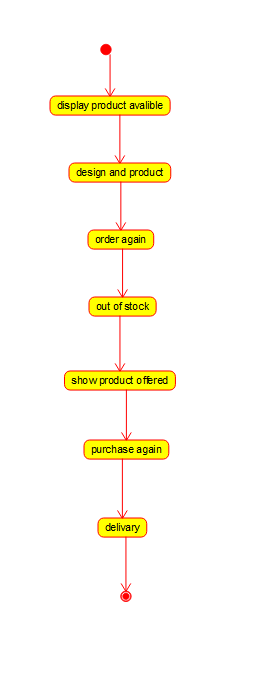 display product avalible
design and product
order again
out of stock
show product offered
purchase again
delivary